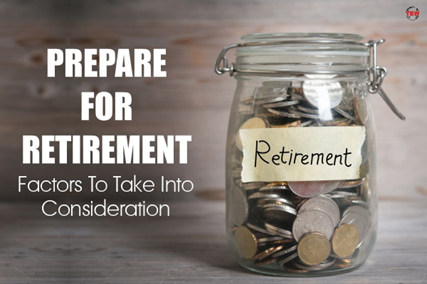 PREPARE
FOR
RETIREMENT
Factors To Take Into
Consideration
Retirement